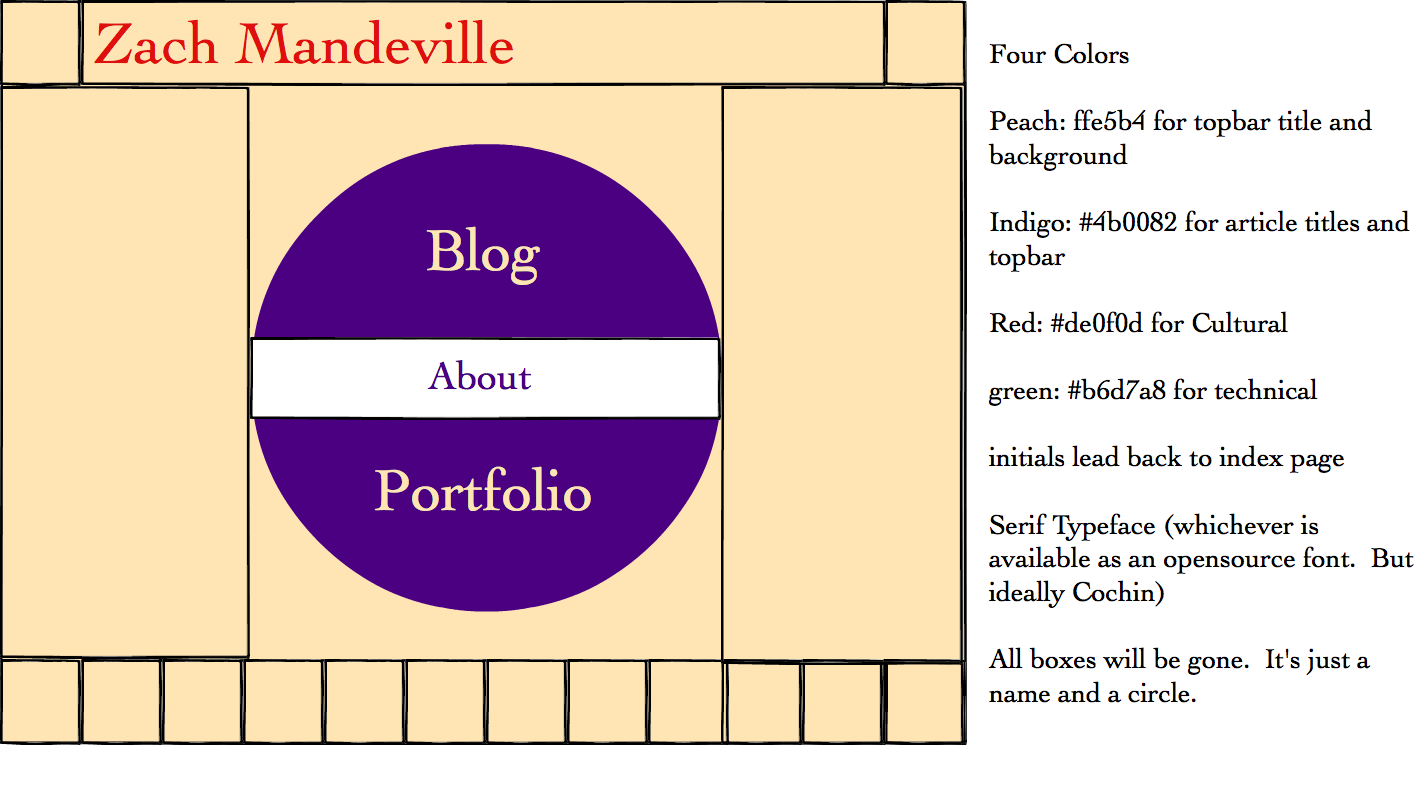 Zach Mandeville
Blog
About
Portfolio
Four Colors
Peach: ffe5b4 for topbar title and
background
Indigo: #4b0082 for article titles and
topbar
Red: #de0f0d for Cultural
green: #b6d7a8 for technical
initials lead back to index page
Serif Typeface (whichever is
available as an opensource font.  But
ideally Cochin)
All boxes will be gone.  It's just a
name and a circle.